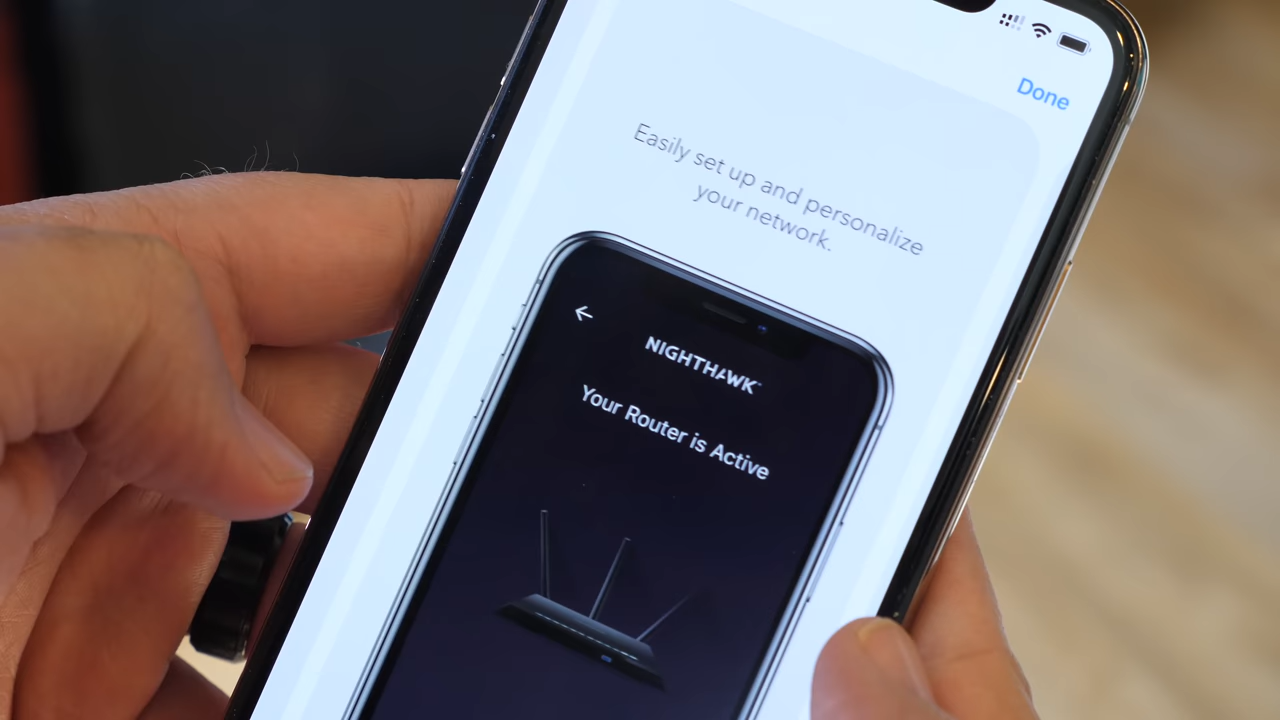 Done
Easily set up and personalize
your network.
NIGHTHAWK
Your Router is Active